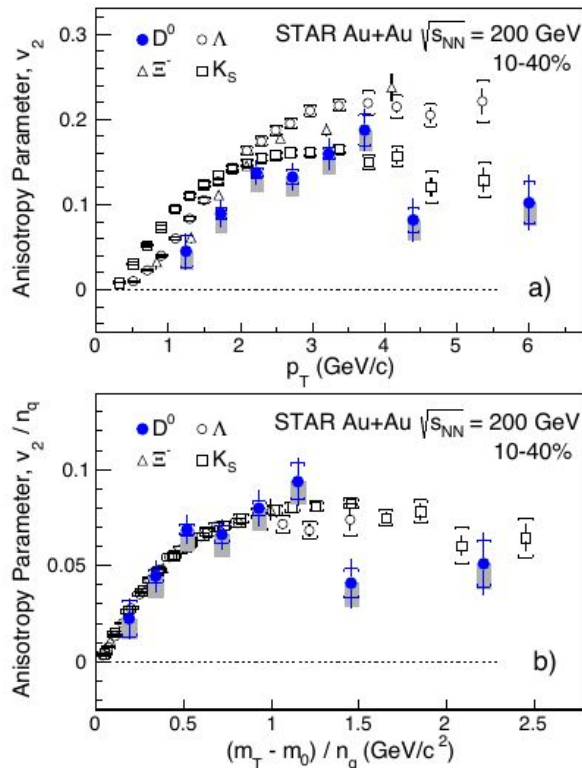 0.3
STAR Au+Au √sNN = 200 GeV
10-40%
D⁰ Λ
Ξ⁻ KS
0.2
0.1
0
Anisotropy Parameter, v2
a)
0 1 2 3 4 5 6
pT (GeV/c)
STAR Au+Au √sNN = 200 GeV
10-40%
D⁰ Λ
Ξ⁻ KS
0.1
0.05
0
Anisotropy Parameter, v2 / nq
b)
0 0.5 1 1.5 2 2.5
(mT - m0) / nq (GeV/c²)